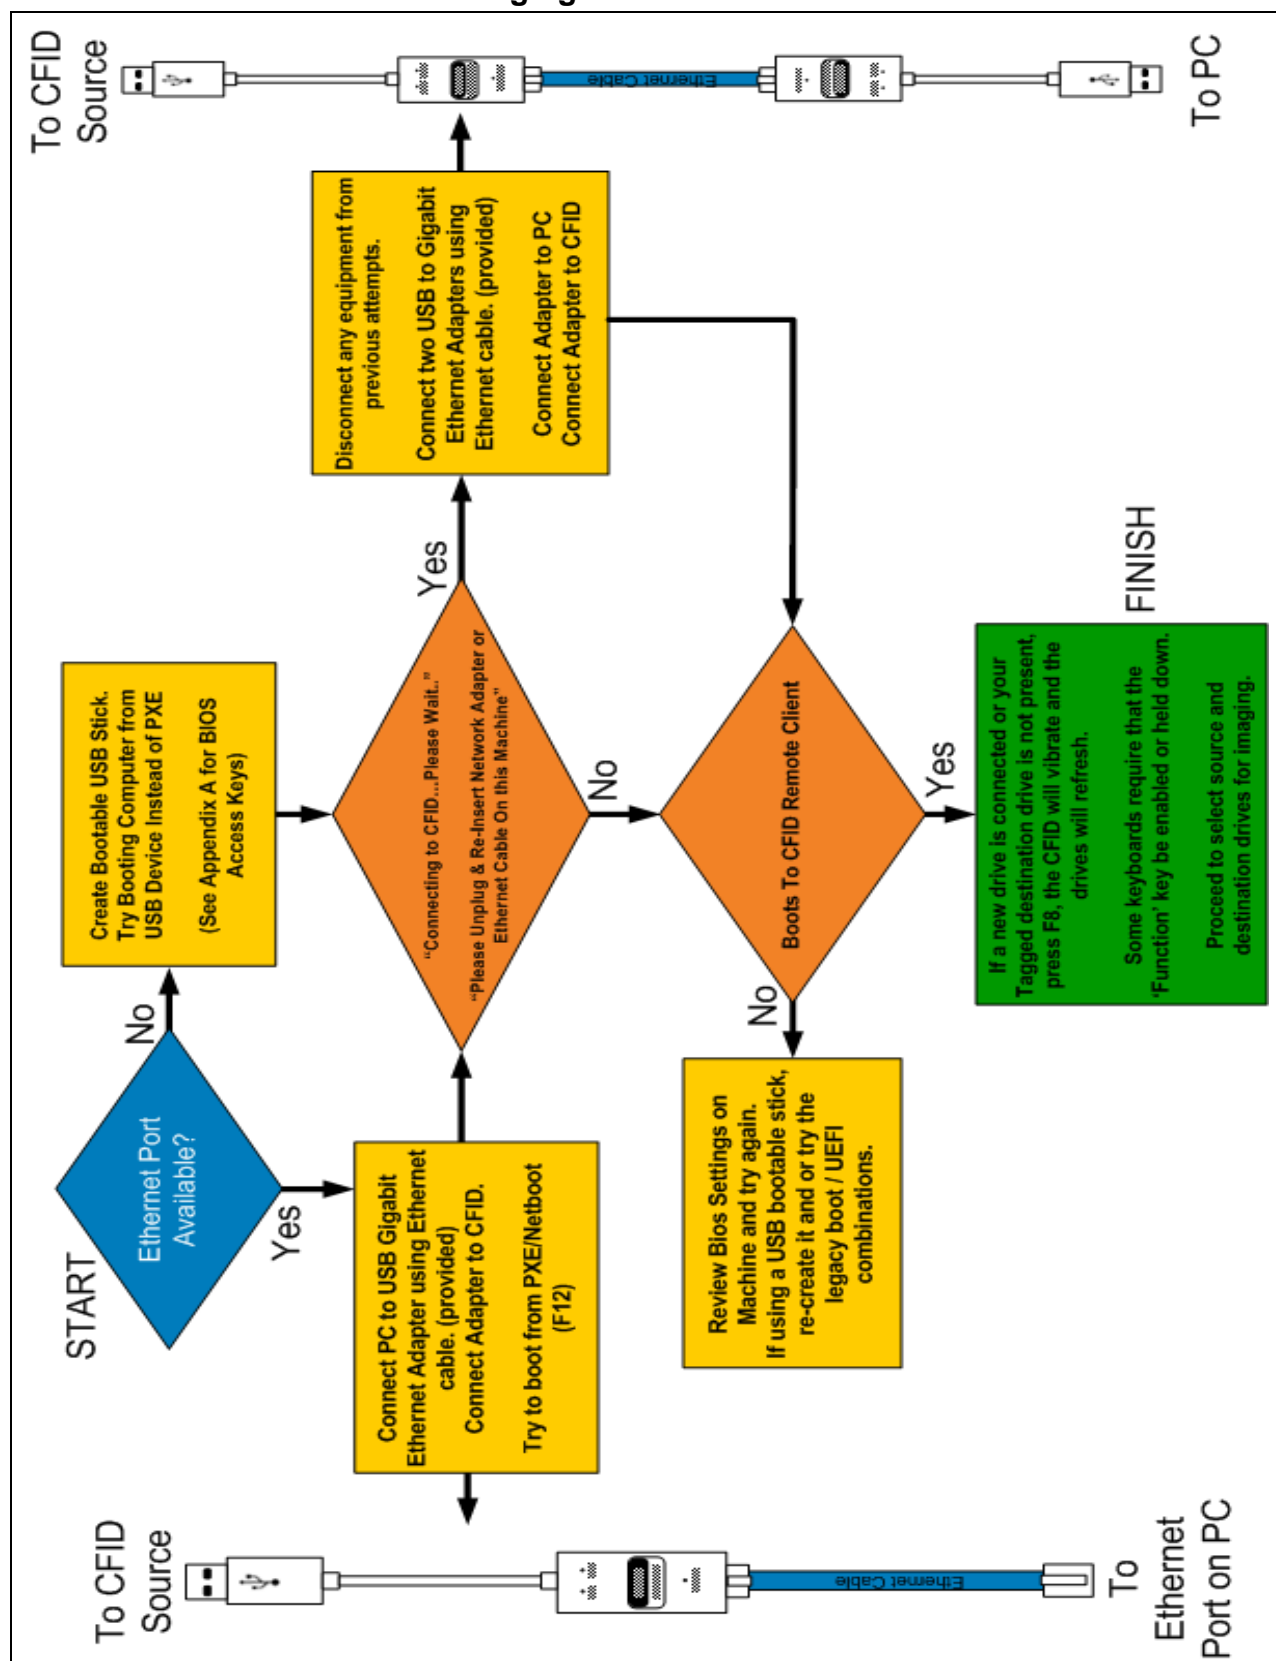 START
Ethernet Port
Available?
No
Yes
Create Bootable USB Stick.
Try Booting Computer from
USB Device Instead of PXE
(See Appendix A for BIOS
Access Keys)
Connect PC to USB Gigabit
Ethernet Adapter using Ethernet
cable. (provided)
Connect Adapter to CFID.
Try to boot from PXE/Netboot
(F12)
To CFID
Source
Ethernet Cable
To
Ethernet
Port on PC
“Connecting to CFID...Please Wait..”
“Please Unplug & Re-Insert Network Adapter or
Ethernet Cable On this Machine”
Yes
No
Disconnect any equipment from
previous attempts.
Connect two USB to Gigabit
Ethernet Adapters using
Ethernet cable. (provided)
Connect Adapter to PC
Connect Adapter to CFID
To CFID
Source
Ethernet Cable
To PC
Boots To CFID Remote Client
No
Yes
Review Bios Settings on
Machine and try again.
If using a USB bootable stick,
re-create it and or try the
legacy boot / UEFI
combinations.
FINISH
If a new drive is connected or your
Tagged destination drive is not present,
press F8, the CFID will vibrate and the
drives will refresh.
Some keyboards require that the
‘Function’ key be enabled or held down.
Proceed to select source and
destination drives for imaging.